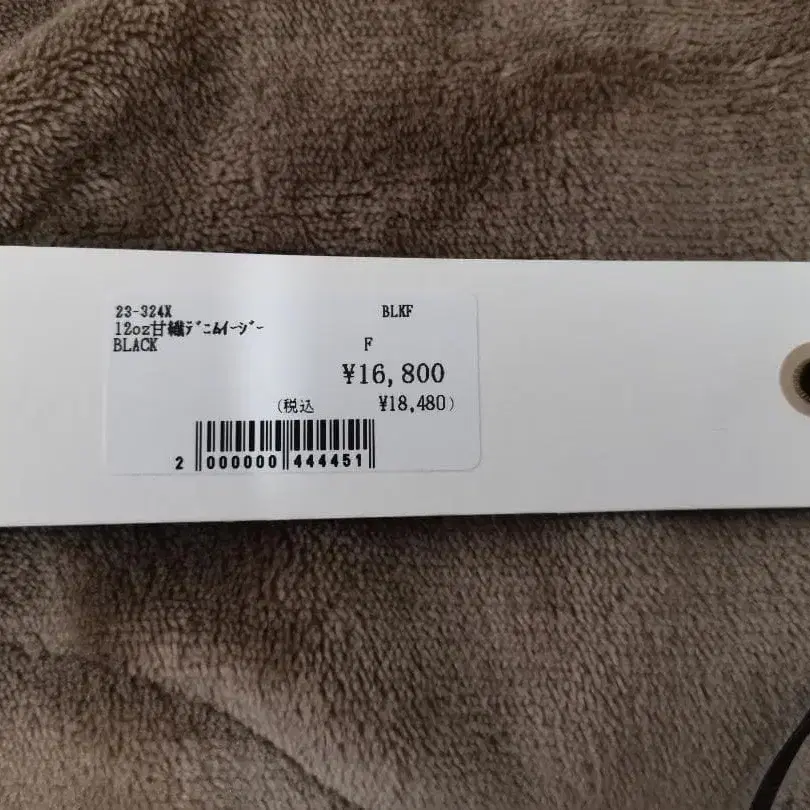 23-324X BLKF
12oz甘織ﾃﾞﾆﾑｲｰｼﾞｰ
BLACK F
¥16,800
(税込 ¥18,480)
2 000000 444451